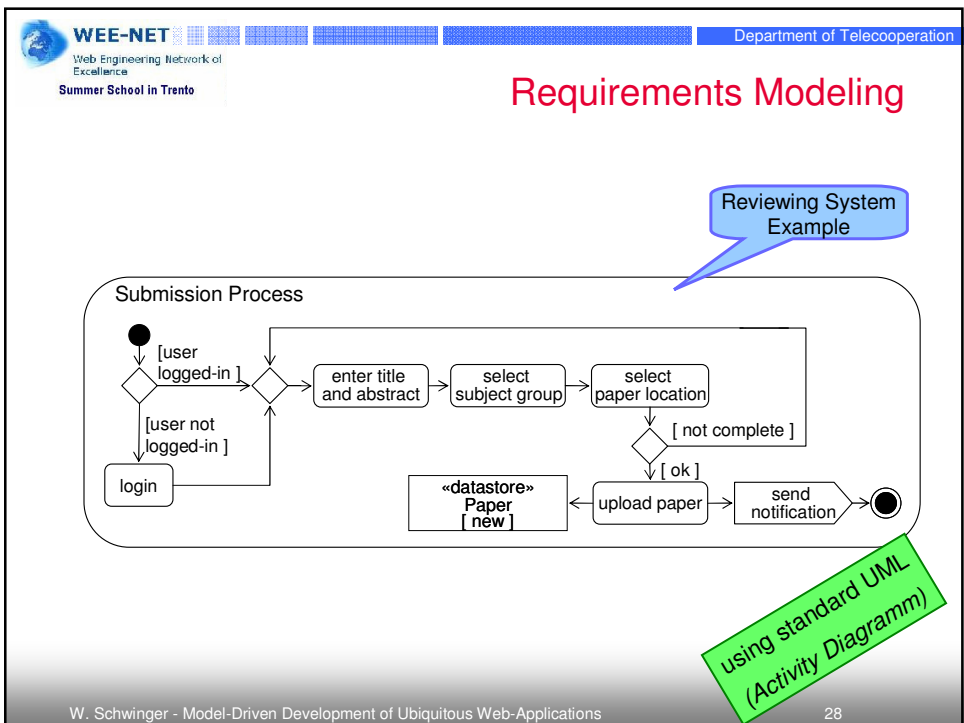 WEE-NET
Department of Telecooperation
Web Engineering Network of
Excellence
Summer School in Trento
Requirements Modeling
Reviewing System
Example
Submission Process
[user
logged-in ]
enter title
and abstract
select
subject group
select
paper location
[user not
logged-in ]
[ not complete ]
[ ok ]
login
«datastore»
Paper
[ new ]
upload paper
send
notification
using standard UML
(Activity Diagramm)
W. Schwinger - Model-Driven Development of Ubiquitous Web-Applications
28